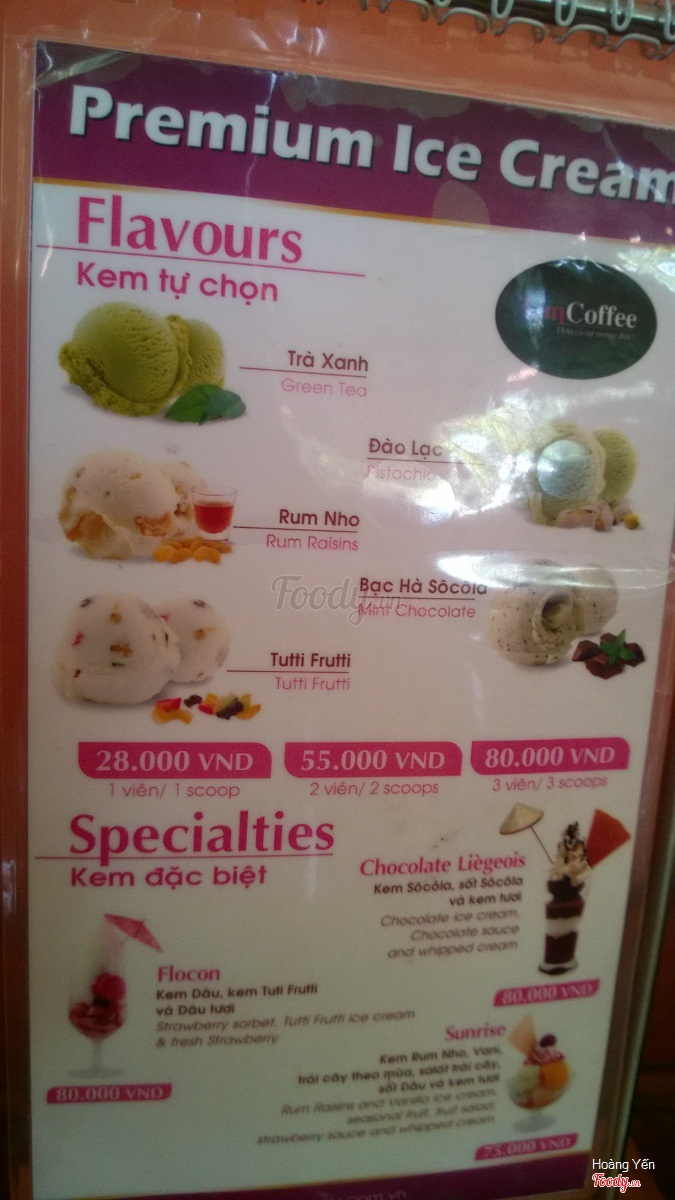 Premium Ice Cream
Flavours
Kem tự chọn
Coffee
Trà Xanh
Green Tea
Đào Lạc
Pistachio
Rum Nho
Rum Raisins
Bạc Hà Sôcôla
Mint Chocolate
Foody.vn
Tutti Frutti
Tutti Frutti
28.000 VND
1 viên/ 1 scoop
55.000 VND
2 viên/ 2 scoops
80.000 VND
3 viên/ 3 scoops
Specialties
Kem đặc biệt
Chocolate Liègeois
Kem Sôcôla, sốt Sôcôla
và kem tươi
Chocolate ice cream,
Chocolate sauce
and whipped cream
80.000 VND
Flocon
Kem Dâu, kem Tuti Frutti
và Dâu tươi
Strawberry sorbet, Tutti Frutti ice cream
& fresh Strawberry
80.000 VND
Sunrise
Kem Rum Nho, Vani,
trái cây theo mùa, salát trái cây,
sốt Dâu và kem tươi
Rum Raisins and Vanilla ice cream,
seasonal fruit, fruit salad,
strawberry sauce and whipped cream
75.000 VND
Hoàng Yến
Foody.vn